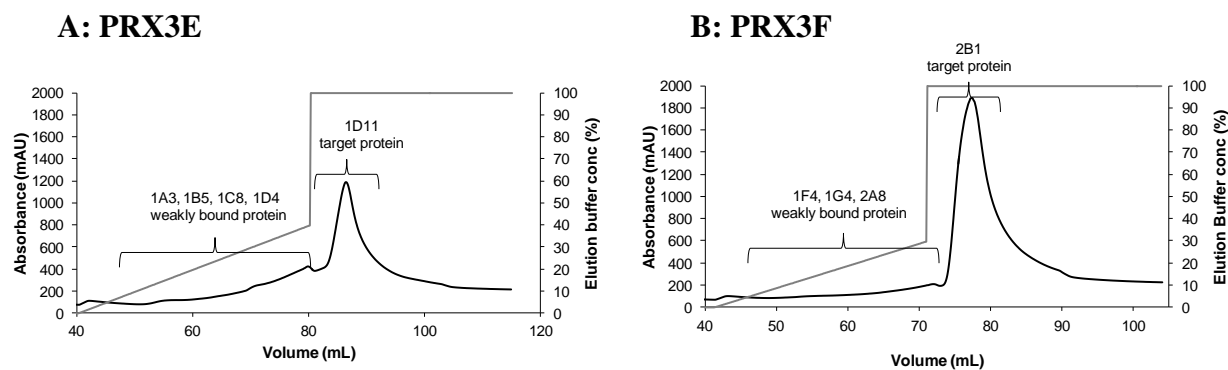 A: PRX3E
2000
1800
1600
1400
1200
1000
800
600
400
200
0
Absorbance (mAU)
100
90
80
70
60
50
40
30
20
10
0
Elution buffer conc (%)
1D11
target protein
1A3, 1B5, 1C8, 1D4
weakly bound protein
40 60 80 100 120
Volume (mL)
B: PRX3F
2000
1800
1600
1400
1200
1000
800
600
400
200
0
Absorbance (mAU)
100
90
80
70
60
50
40
30
20
10
0
Elution Buffer conc (%)
2B1
target protein
1F4, 1G4, 2A8
weakly bound protein
40 50 60 70 80 90 100
Volume (mL)